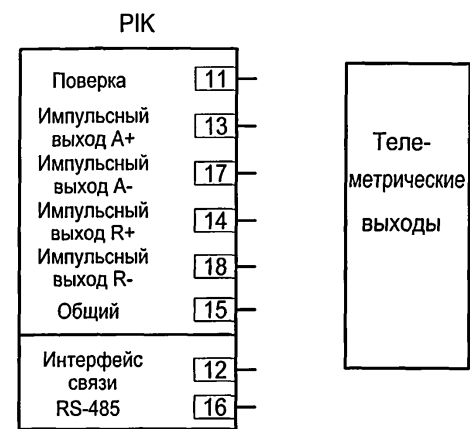 PIK
Поверка 11
Импульсный
выход А+ 13
Импульсный
выход А- 17
Импульсный
выход R+ 14
Импульсный
выход R- 18
Общий 15
Интерфейс
связи 12
RS-485 16
Теле-
метрические
выходы